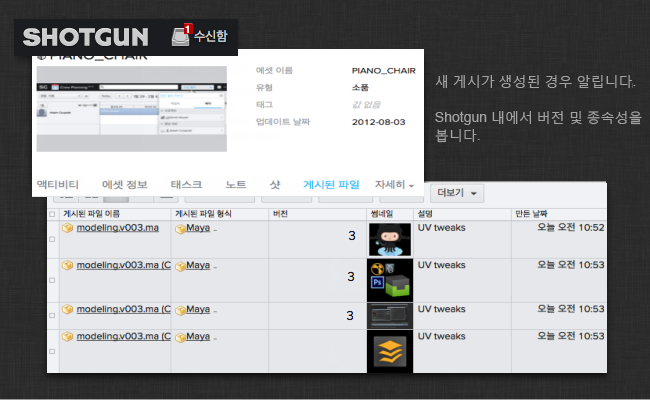 SHOTGUN
1
수신함
PIANO_CHAIR
에셋 이름 PIANO_CHAIR
유형 소품
태그 값 없음
업데이트 날짜 2012-08-03
새 게시가 생성된 경우 알립니다.
Shotgun 내에서 버전 및 종속성을
봅니다.
액티비티 에셋 정보 태스크 노트 샷 게시된 파일 자세히
더보기
게시된 파일 이름 게시된 파일 형식 버전 썸네일 설명 만든 날짜
modeling.v003.ma Maya .. 3 UV tweaks 오늘 오전 10:52
modeling.v003.ma (C Maya .. 3 Ps UV tweaks 오늘 오전 10:53
modeling.v003.ma (C Maya .. 3 UV tweaks 오늘 오전 10:53
modeling.v003.ma (C Maya .. UV tweaks 오늘 오전 10:53